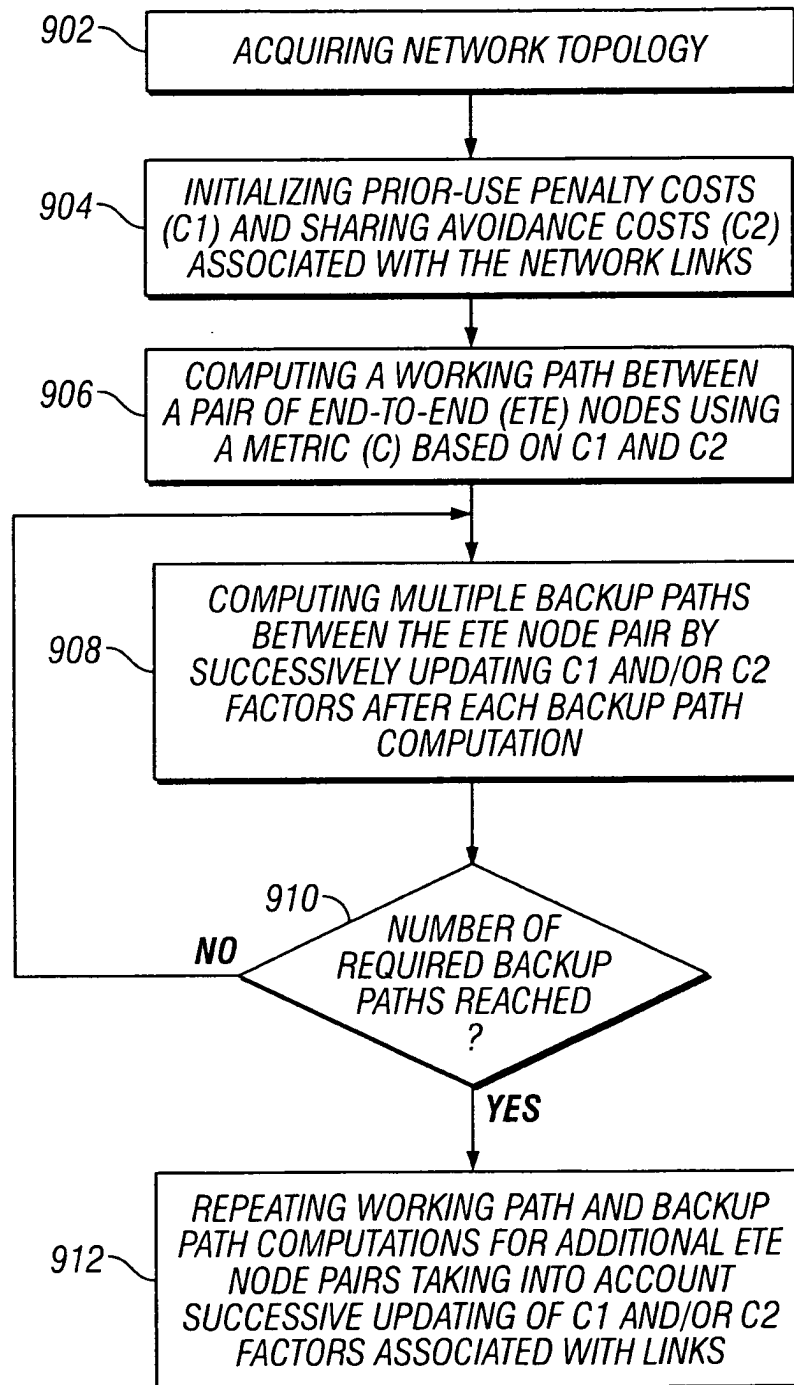 902
ACQUIRING NETWORK TOPOLOGY
904
INITIALIZING PRIOR-USE PENALTY COSTS
(C1) AND SHARING AVOIDANCE COSTS (C2)
ASSOCIATED WITH THE NETWORK LINKS
906
COMPUTING A WORKING PATH BETWEEN
A PAIR OF END-TO-END (ETE) NODES USING
A METRIC (C) BASED ON C1 AND C2
908
COMPUTING MULTIPLE BACKUP PATHS
BETWEEN THE ETE NODE PAIR BY
SUCCESSIVELY UPDATING C1 AND/OR C2
FACTORS AFTER EACH BACKUP PATH
COMPUTATION
910
NUMBER OF
REQUIRED BACKUP
PATHS REACHED
?
NO
YES
912
REPEATING WORKING PATH AND BACKUP
PATH COMPUTATIONS FOR ADDITIONAL ETE
NODE PAIRS TAKING INTO ACCOUNT
SUCCESSIVE UPDATING OF C1 AND/OR C2
FACTORS ASSOCIATED WITH LINKS